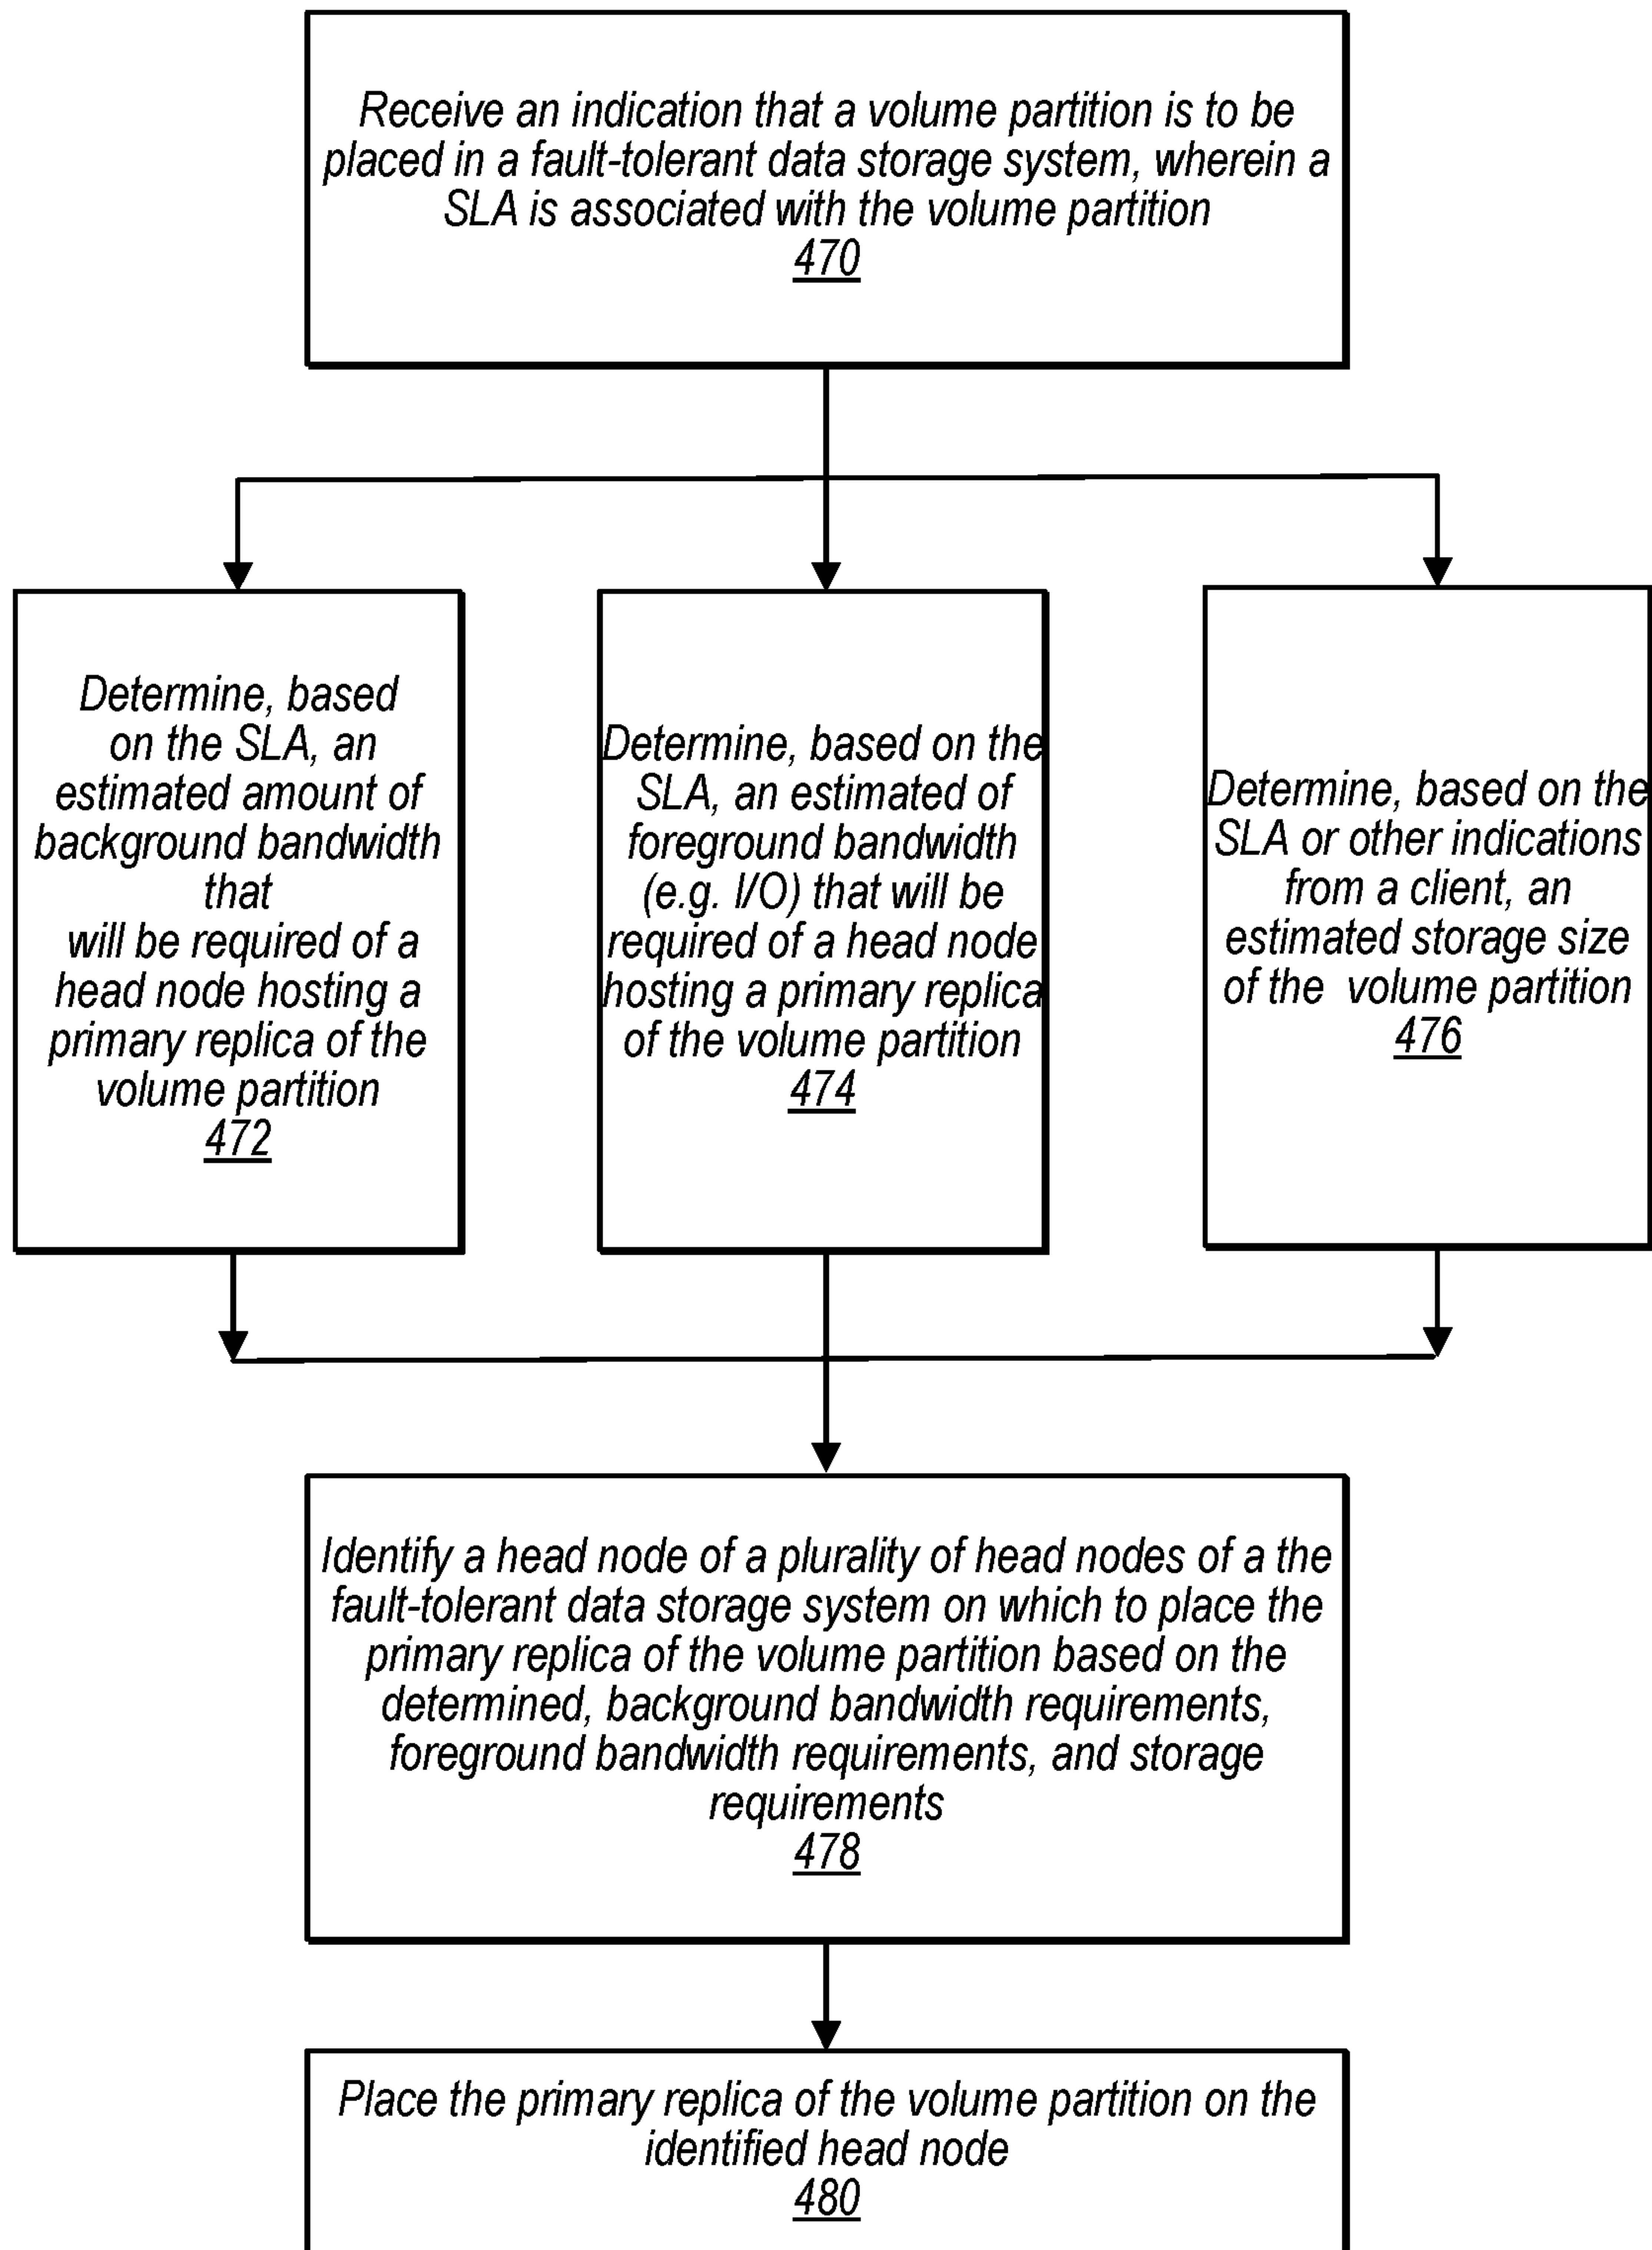 Receive an indication that a volume partition is to be
placed in a fault-tolerant data storage system, wherein a
SLA is associated with the volume partition
470
Determine, based
on the SLA, an
estimated amount of
background bandwidth
that
will be required of a
head node hosting a
primary replica of the
volume partition
472
Determine, based on the
SLA, an estimated of
foreground bandwidth
(e.g. I/O) that will be
required of a head node
hosting a primary replica
of the volume partition
474
Determine, based on the
SLA or other indications
from a client, an
estimated storage size
of the volume partition
476
Identify a head node of a plurality of head nodes of a the
fault-tolerant data storage system on which to place the
primary replica of the volume partition based on the
determined, background bandwidth requirements,
foreground bandwidth requirements, and storage
requirements
478
Place the primary replica of the volume partition on the
identified head node
480